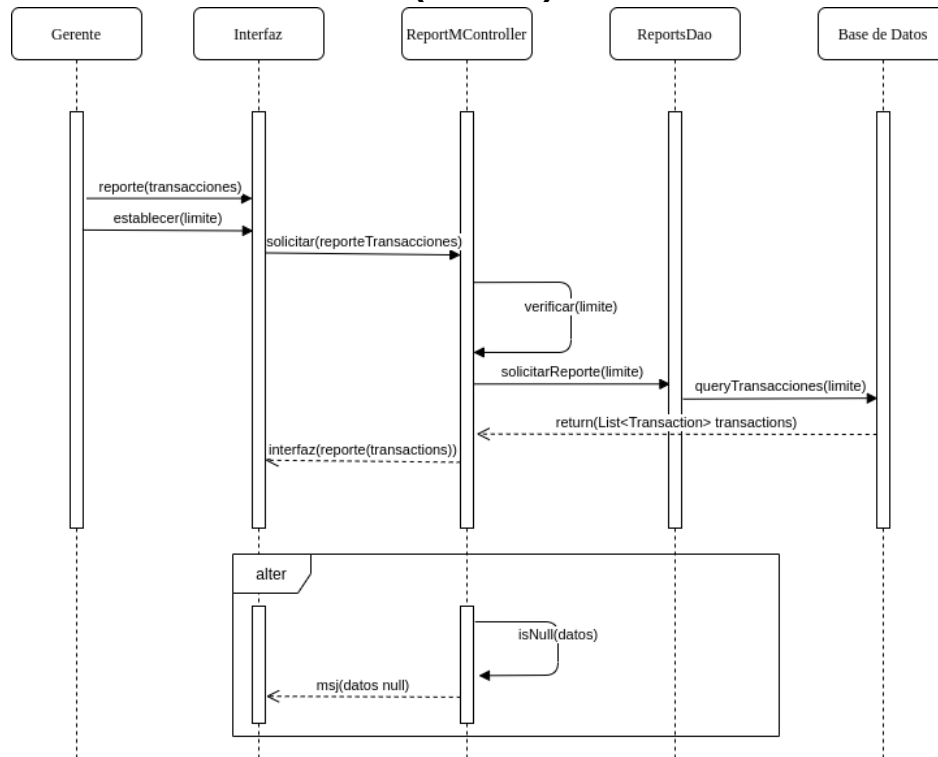 Gerente
Interfaz
ReportMController
ReportsDao
Base de Datos
reporte(transacciones)
establecer(limite)
solicitar(reporteTransacciones)
verificar(limite)
solicitarReporte(limite)
queryTransacciones(limite)
return(List<Transaction> transactions)
interfaz(reporte(transactions))
alter
isNull(datos)
msj(datos null)